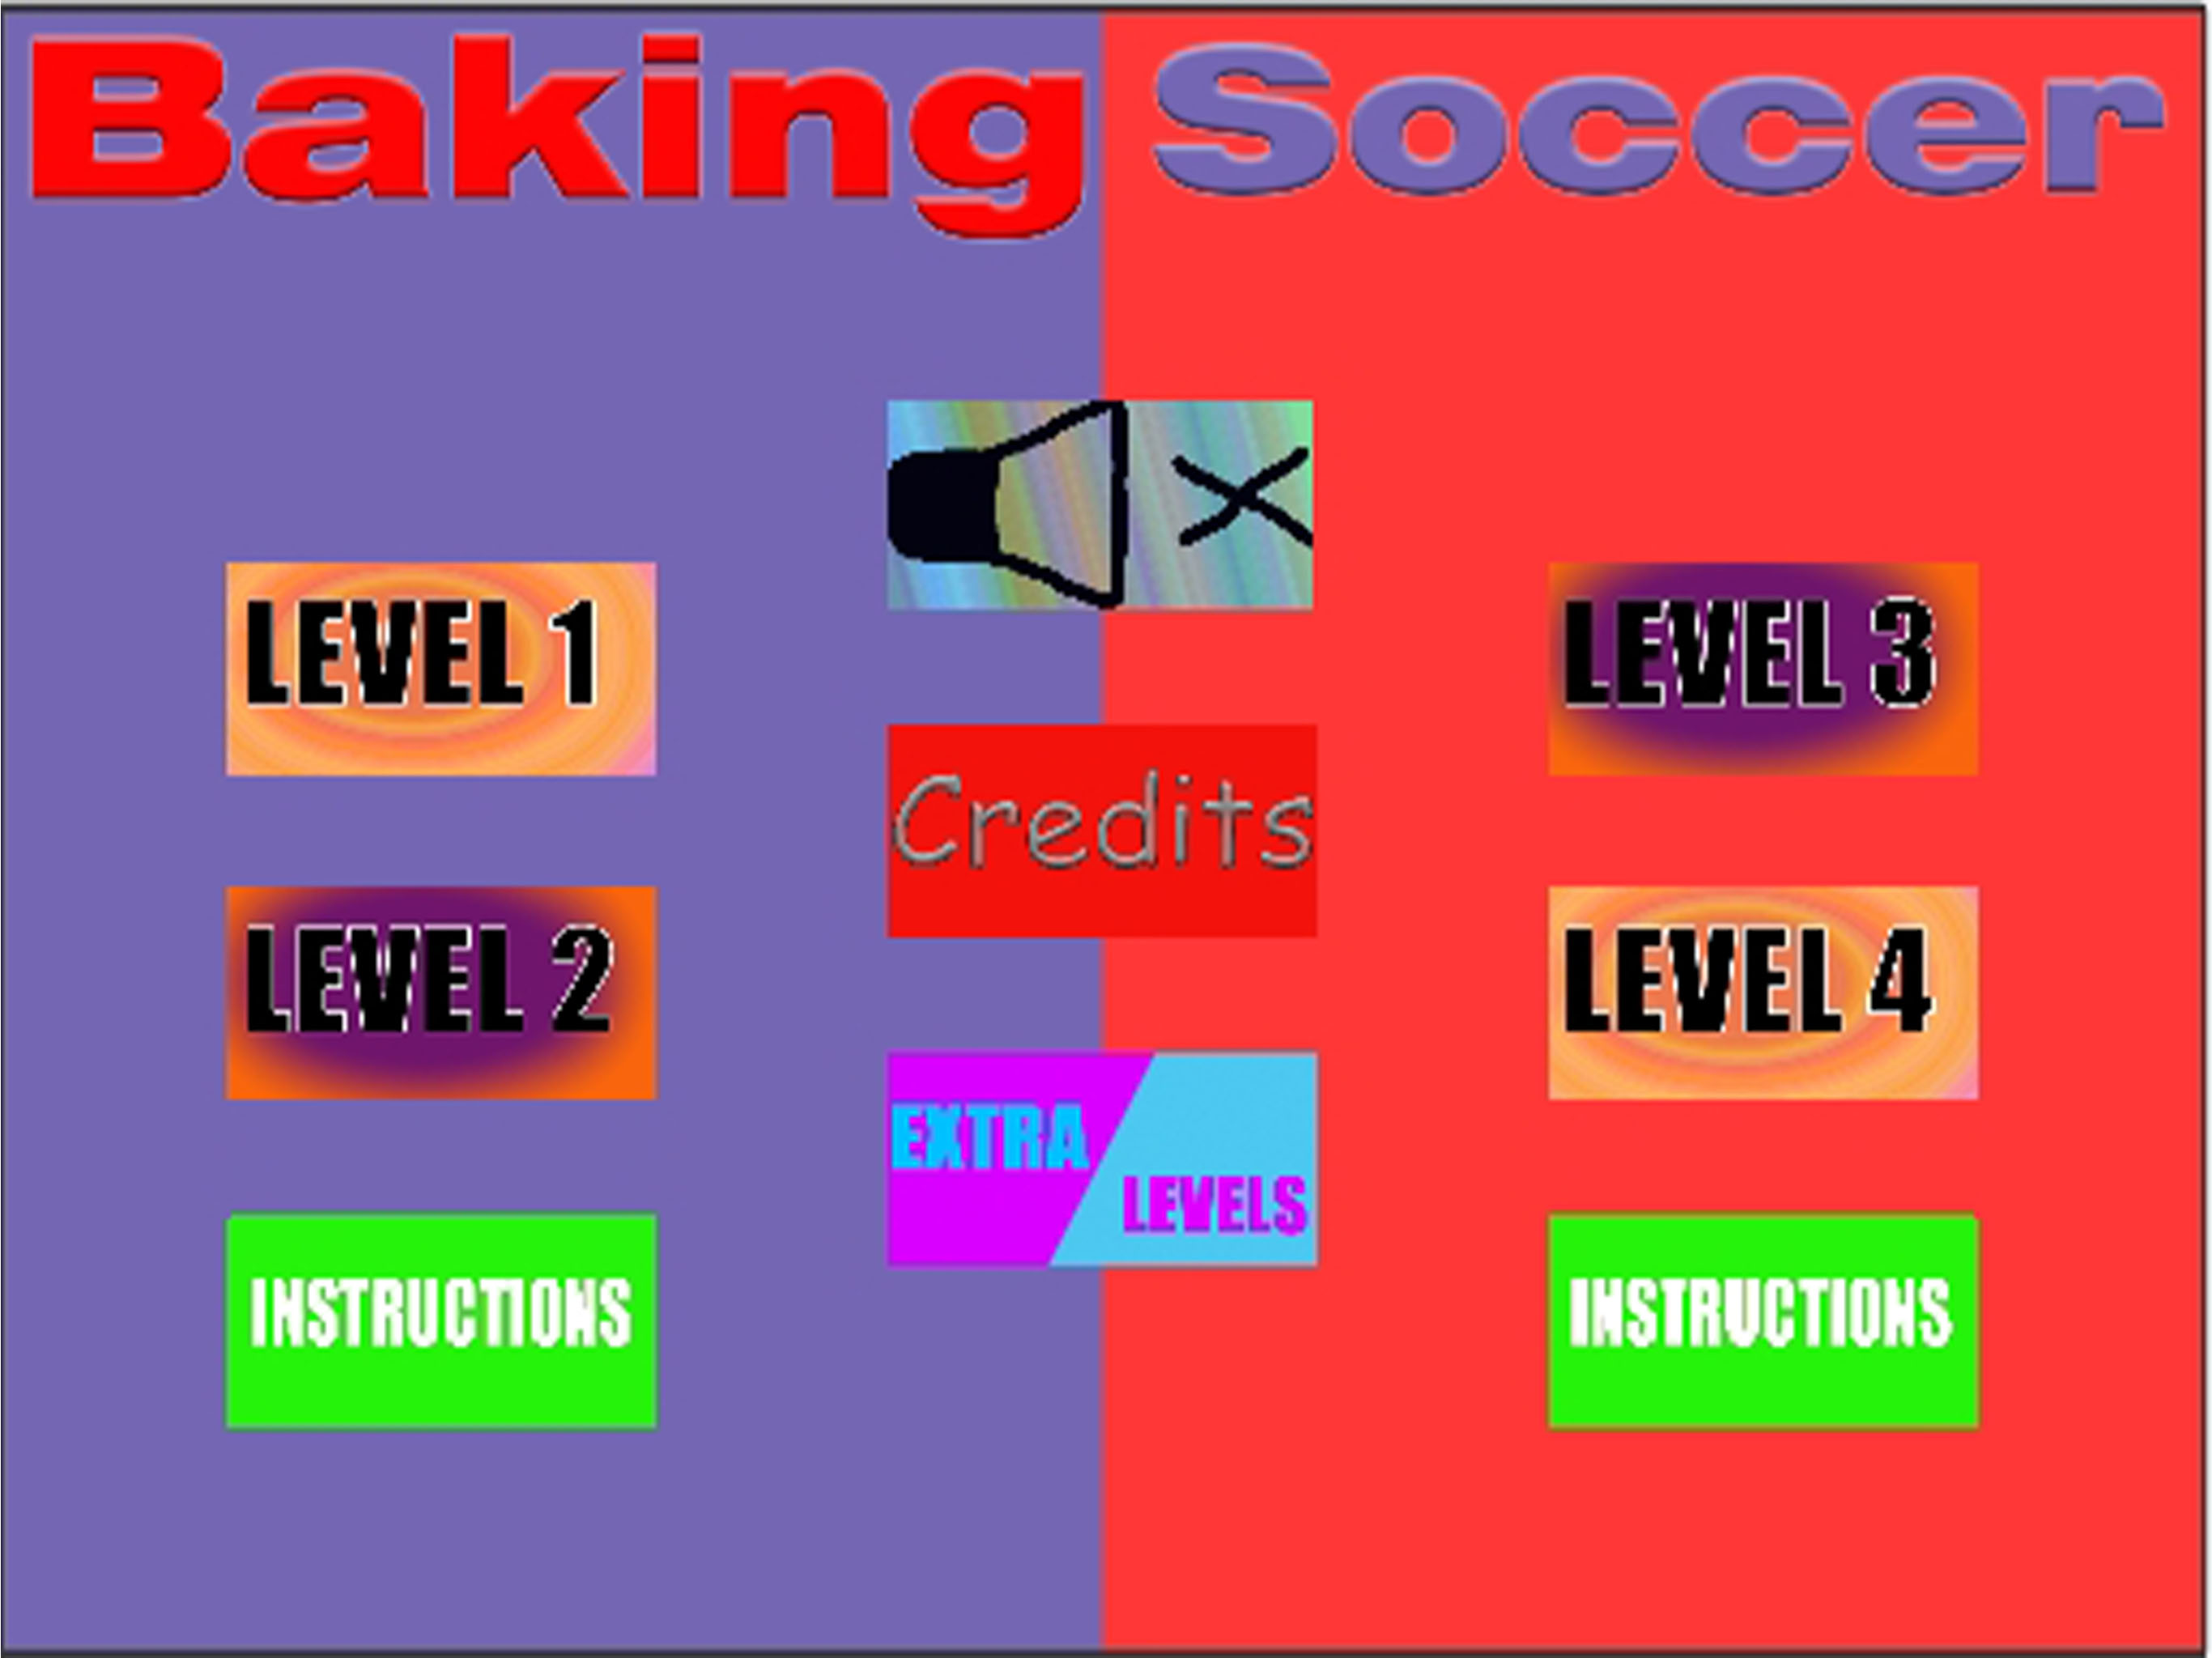 Baking Soccer
LEVEL 1
LEVEL 2
INSTRUCTIONS
Credits
EXTRA
LEVELS
LEVEL 3
LEVEL 4
INSTRUCTIONS